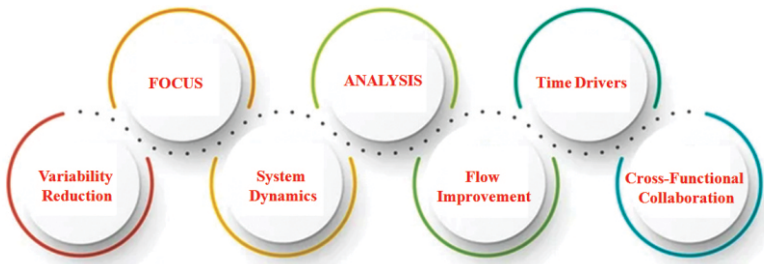 FOCUS
ANALYSIS
Time Drivers
Variability
Reduction
System
Dynamics
Flow
Improvement
Cross-Functional
Collaboration